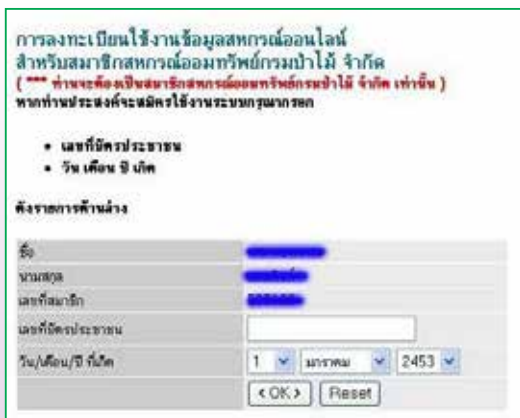 การลงทะเบียนใช้งานข้อมูลสหกรณ์ออนไลน์
สำหรับสมาชิกสหกรณ์ออมทรัพย์กรมป่าไม้ จำกัด
( *** ท่านจะต้องเป็นสมาชิกสหกรณ์ออมทรัพย์กรมป่าไม้ จำกัด เท่านั้น )
หากท่านประสงค์จะสมัครใช้งานระบบกรุณากรอก
• เลขที่บัตรประชาชน
• วัน เดือน ปี เกิด
ดังรายการด้านล่าง
ชื่อ
นามสกุล
เลขที่สมาชิก
เลขที่บัตรประชาชน
วัน/เดือน/ปี ที่เกิด 1 มกราคม 2453
<OK> Reset